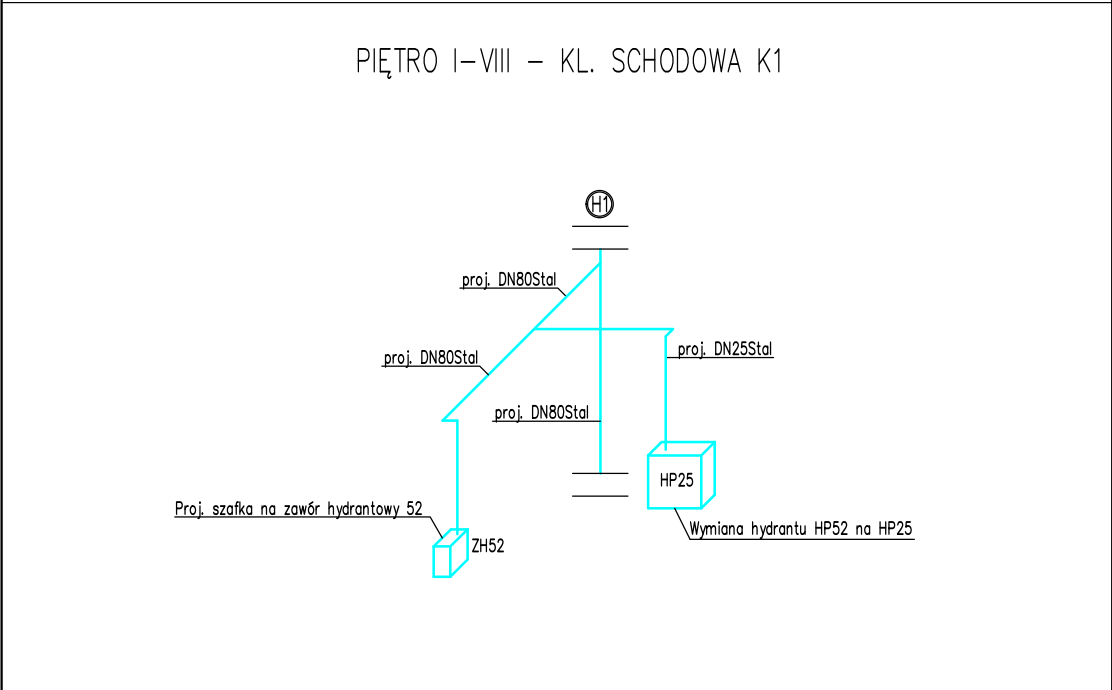 PIĘTRO I-VIII - KL. SCHODOWA K1
H1
proj. DN80Stal
proj. DN25Stal
proj. DN80Stal
proj. DN80Stal
HP25
Proj. szafka na zawór hydrantowy 52
Wymiana hydrantu HP52 na HP25
ZH52